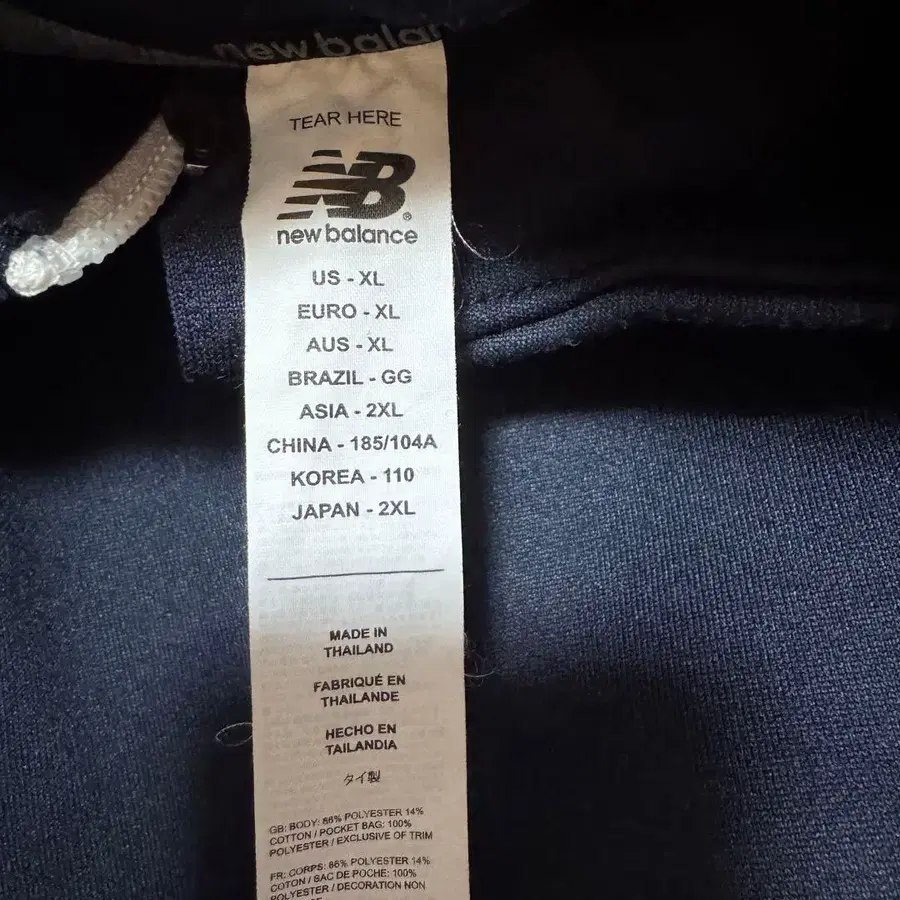 new balan
TEAR HERE
NB®
new balance
US - XL
EURO - XL
AUS - XL
BRAZIL - GG
ASIA - 2XL
CHINA - 185/104A
KOREA - 110
JAPAN - 2XL
MADE IN
THAILAND
FABRIQUÉ EN
THAILANDE
HECHO EN
TAILANDIA
タイ製
GB: BODY: 86% POLYESTER 14%
COTTON / POCKET BAG: 100%
POLYESTER / EXCLUSIVE OF TRIM
FR: CORPS: 86% POLYESTER 14%
COTON / SAC DE POCHE: 100%
POLYESTER / DECORATION NON